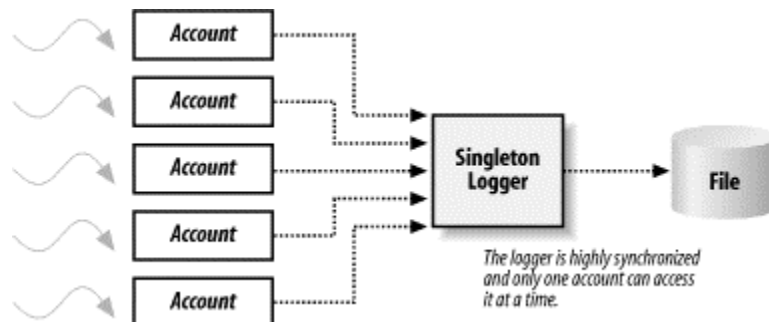 Account
Account
Account
Account
Account
Singleton
Logger
File
The logger is highly synchronized
and only one account can access
it at a time.